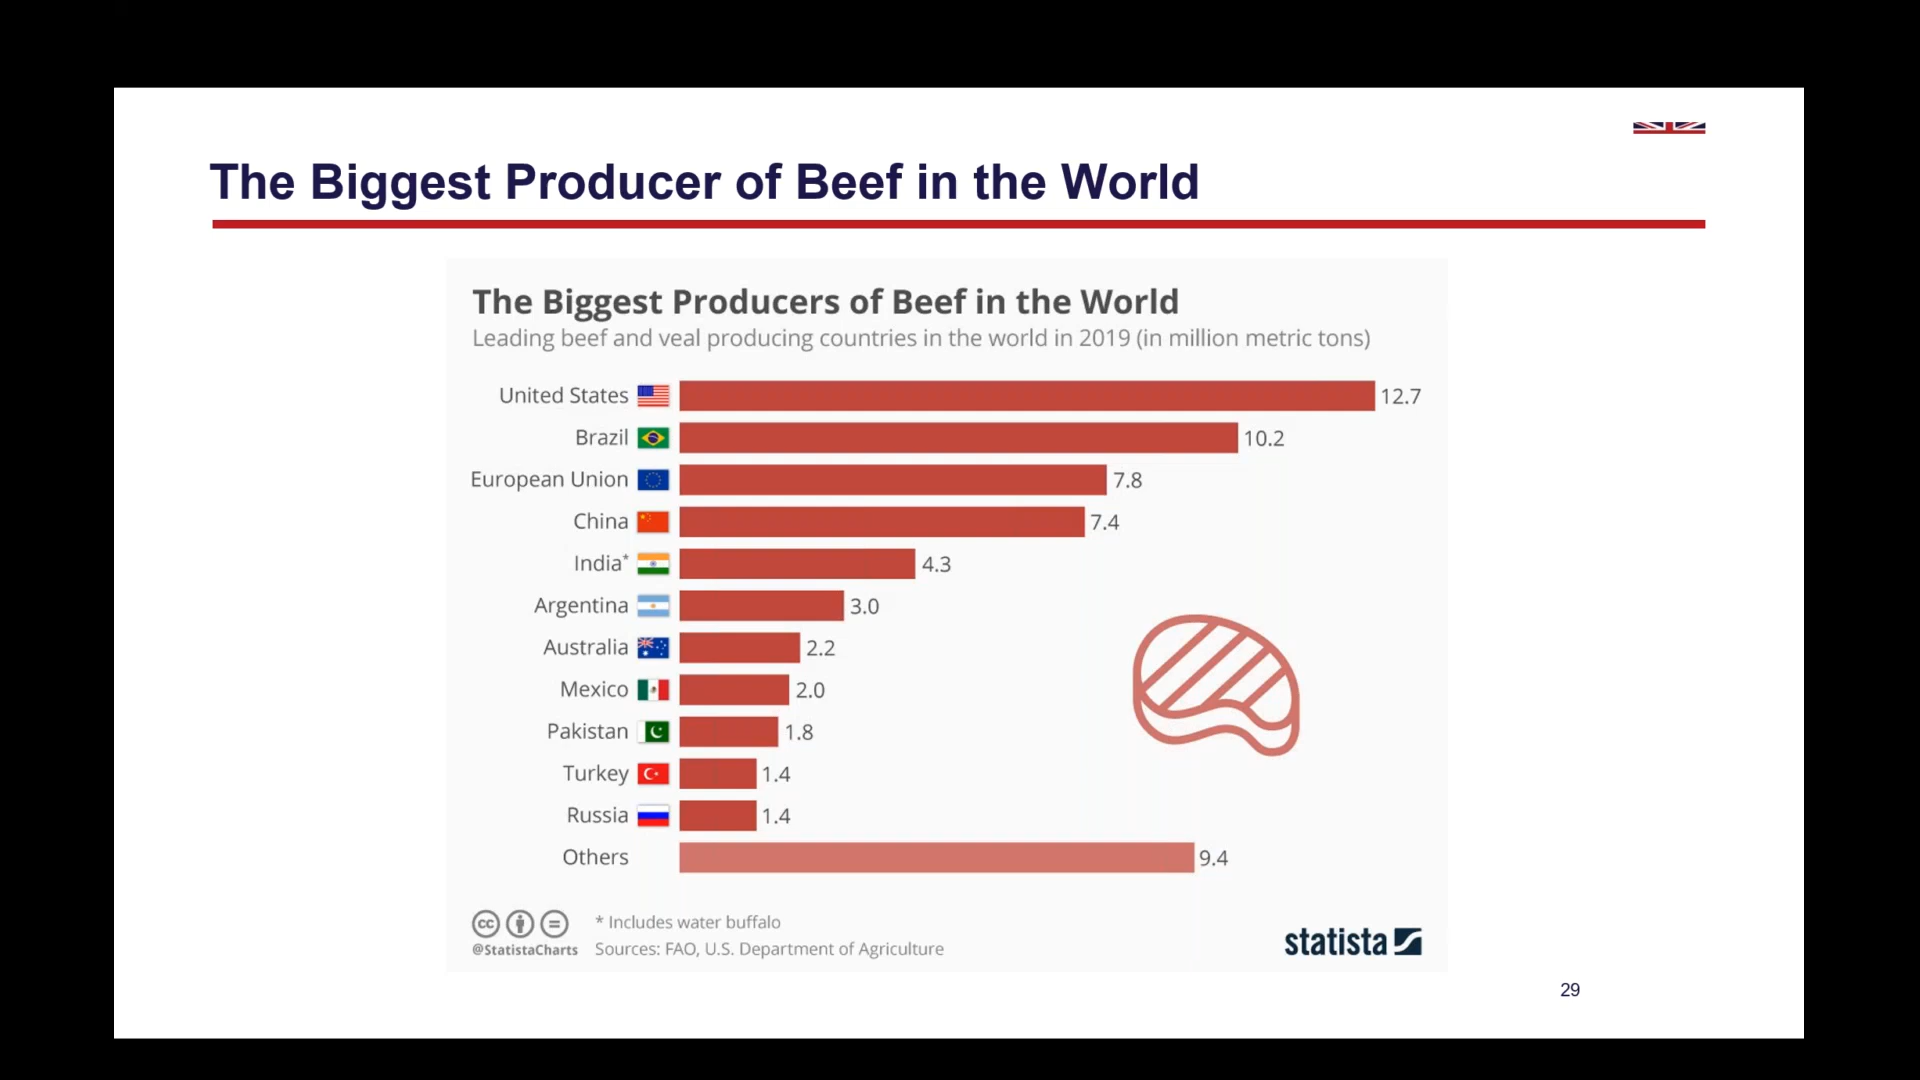 The Biggest Producer of Beef in the World
The Biggest Producers of Beef in the World
Leading beef and veal producing countries in the world in 2019 (in million metric tons)
United States 12.7
Brazil 10.2
European Union 7.8
China 7.4
India* 4.3
Argentina 3.0
Australia 2.2
Mexico 2.0
Pakistan 1.8
Turkey 1.4
Russia 1.4
Others 9.4
cc = * Includes water buffalo
@StatistaCharts Sources: FAO, U.S. Department of Agriculture
statista
29